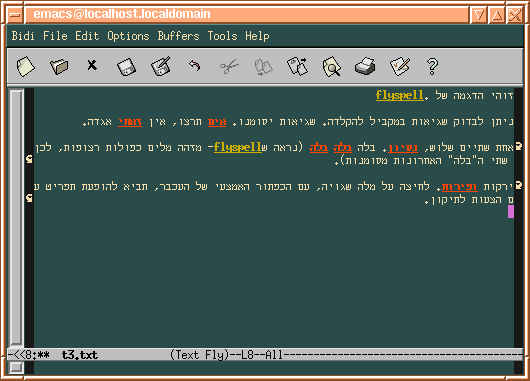 emacs@localhost.localdomain
Bidi File Edit Options Buffers Tools Help
זוהי הדגמה של .flyspell
ניתן לבדוק שגיאות במקביל להקלדה. שגיאות יסומנו. אים תרצו, אין זאתי אגדה.
אחת שתיים שלוש, נסיון. בלה בלה בלה (נראה שflyspell- מזהה מלים כפולות רצופות, לכן
שתי ה"בלה" האחרונות מסומנות).
ירקות ופירות. לחיצה על מלה שגויה, עם הכפתור האמצעי של העכבר, תביא להופעת תפריט ע
ם הצעות לתיקון.
-<<8:** t3.txt (Text Fly)--L8--All----------------------------------------